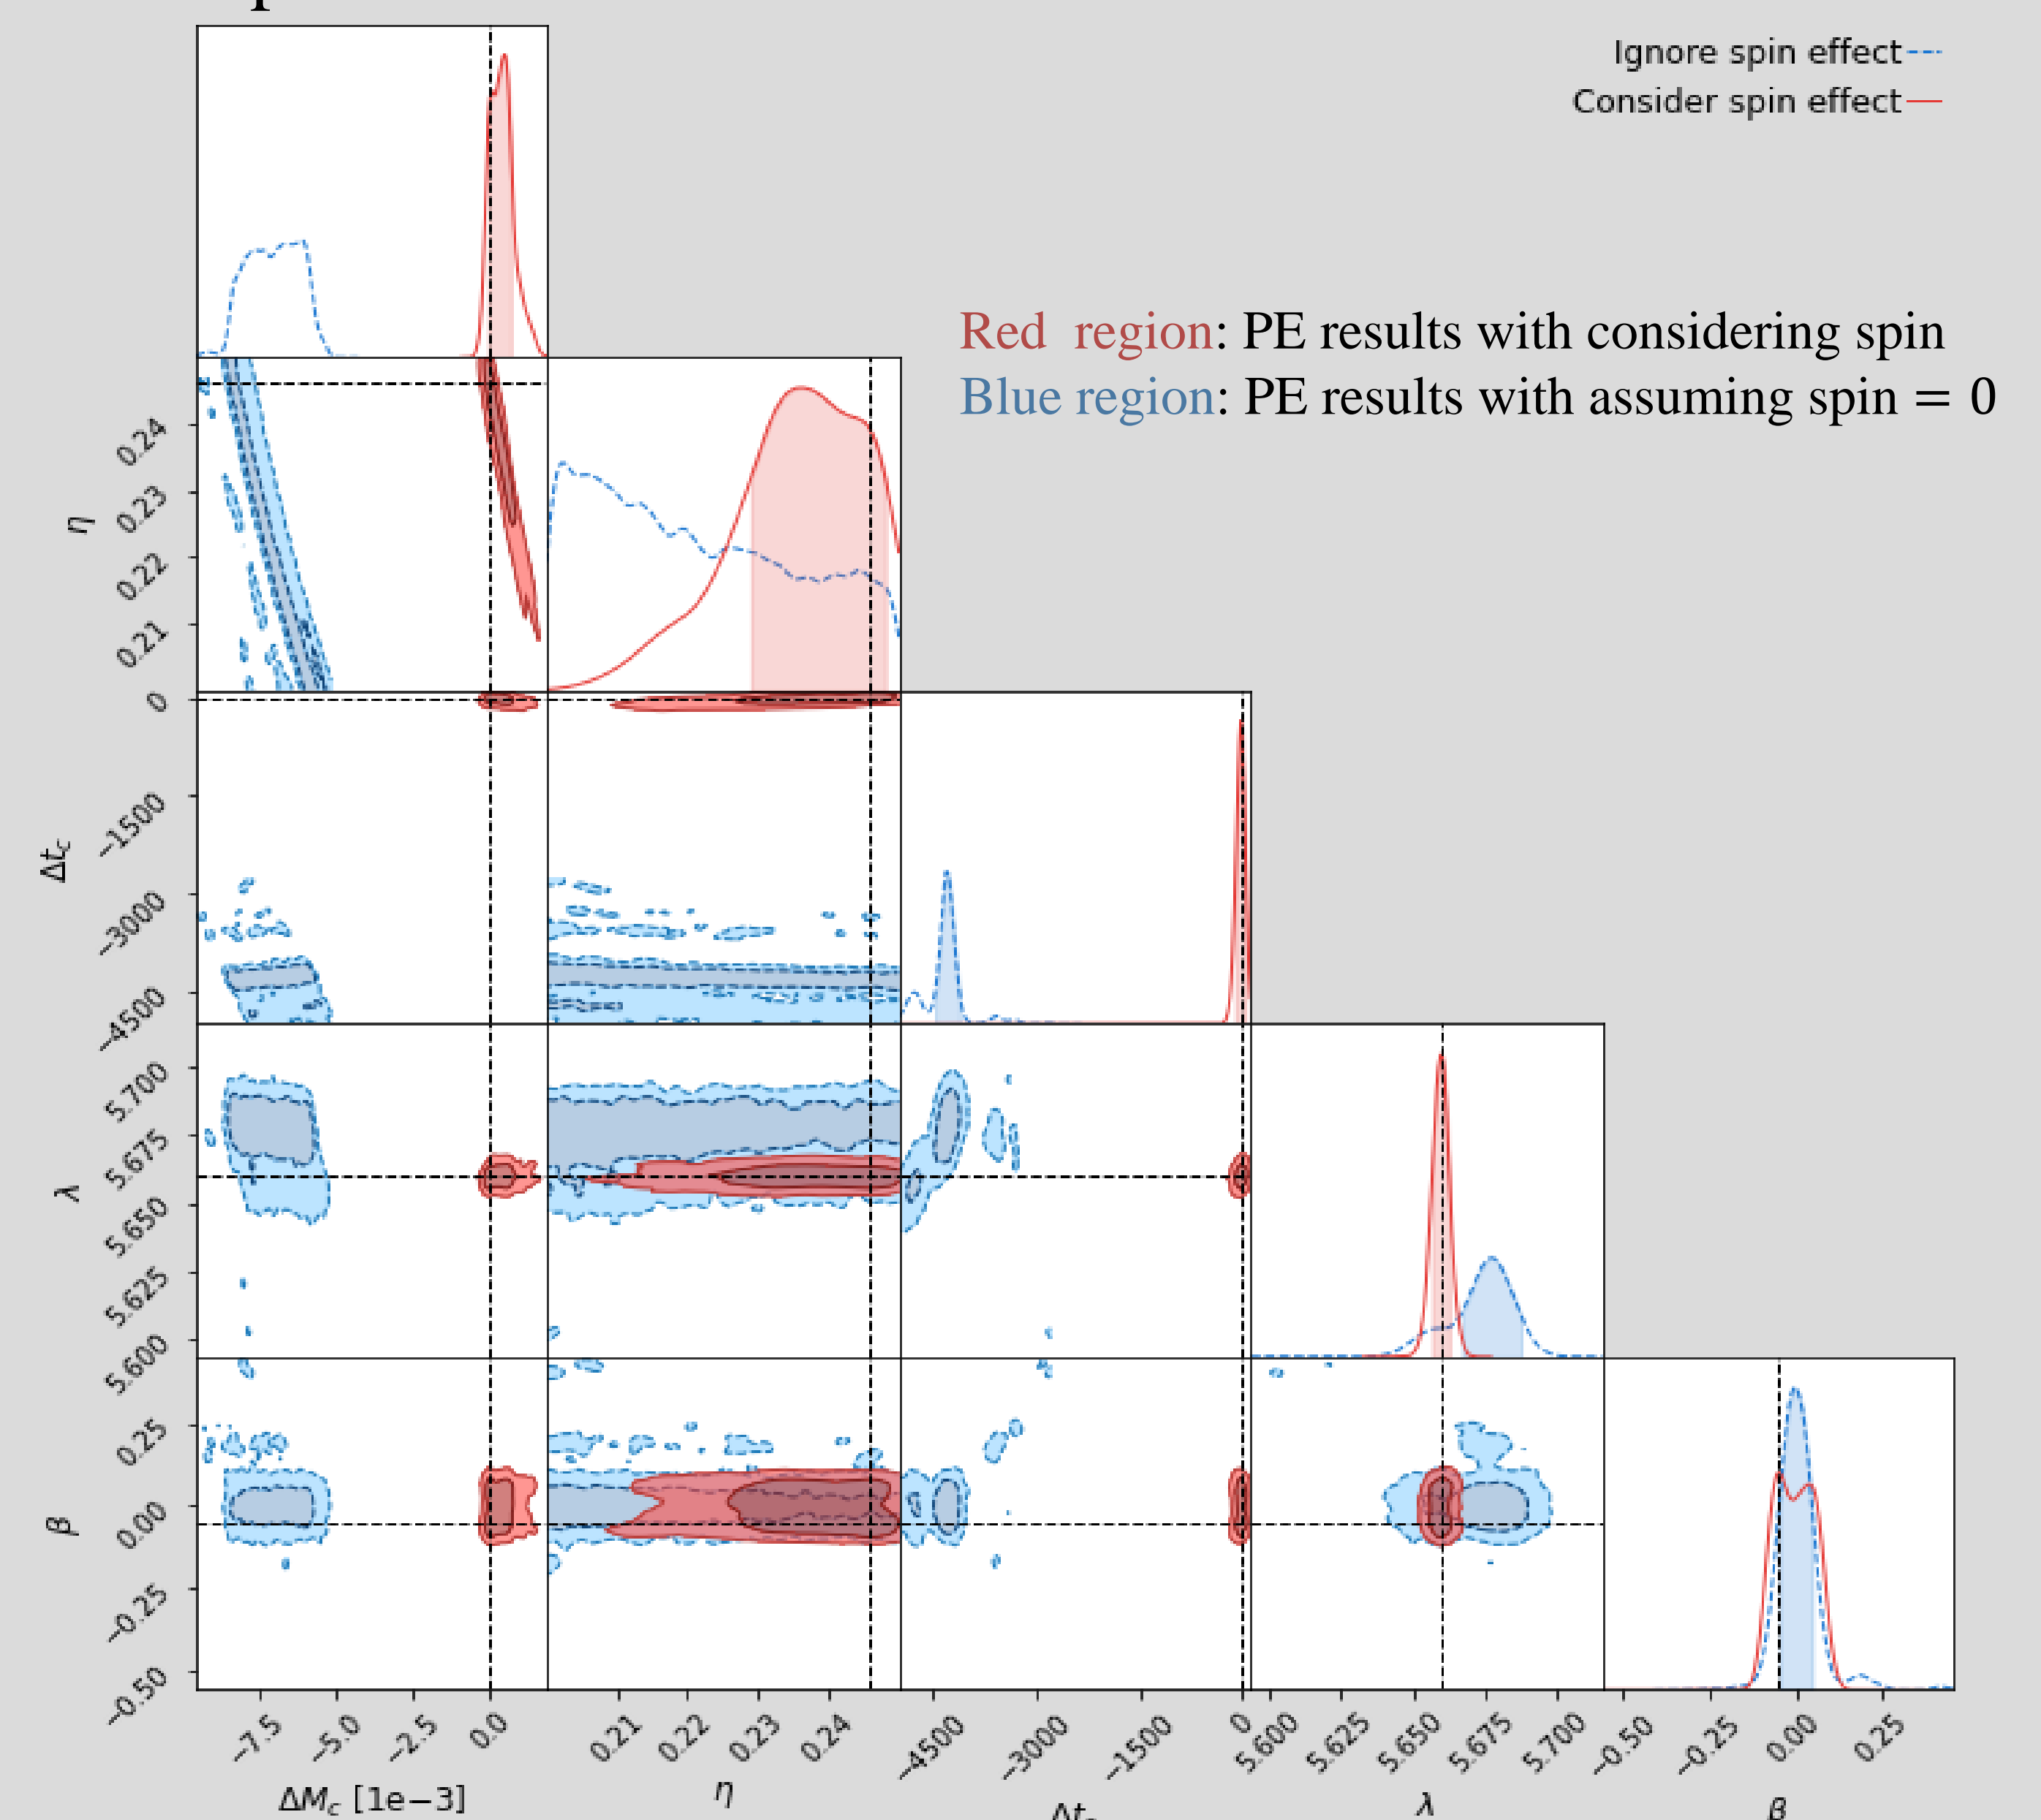 Ignore spin effect
Consider spin effect
Red region: PE results with considering spin
Blue region: PE results with assuming spin = 0
η
0.24
0.23
0.22
0.21
Δt_c
0
−1500
−3000
−4500
λ
5.700
5.675
5.650
5.625
5.600
β
0.25
0.00
−0.25
−0.50
−7.5 −5.0 −2.5 0.0 0.21 0.22 0.23 0.24 −4500 −3000 −1500 0 5.600 5.625 5.650 5.675 5.700 −0.50 −0.25 0.00 0.25
ΔM_c [1e−3] η Δt_c λ β